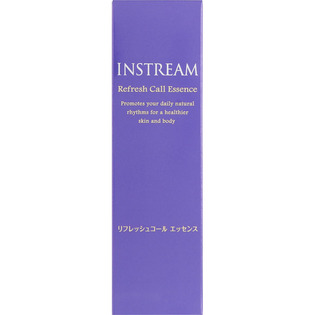 INSTREAM
Refresh Call Essence
Promotes your daily natural
rhythms for a healthier
skin and body
リフレッシュコール エッセンス